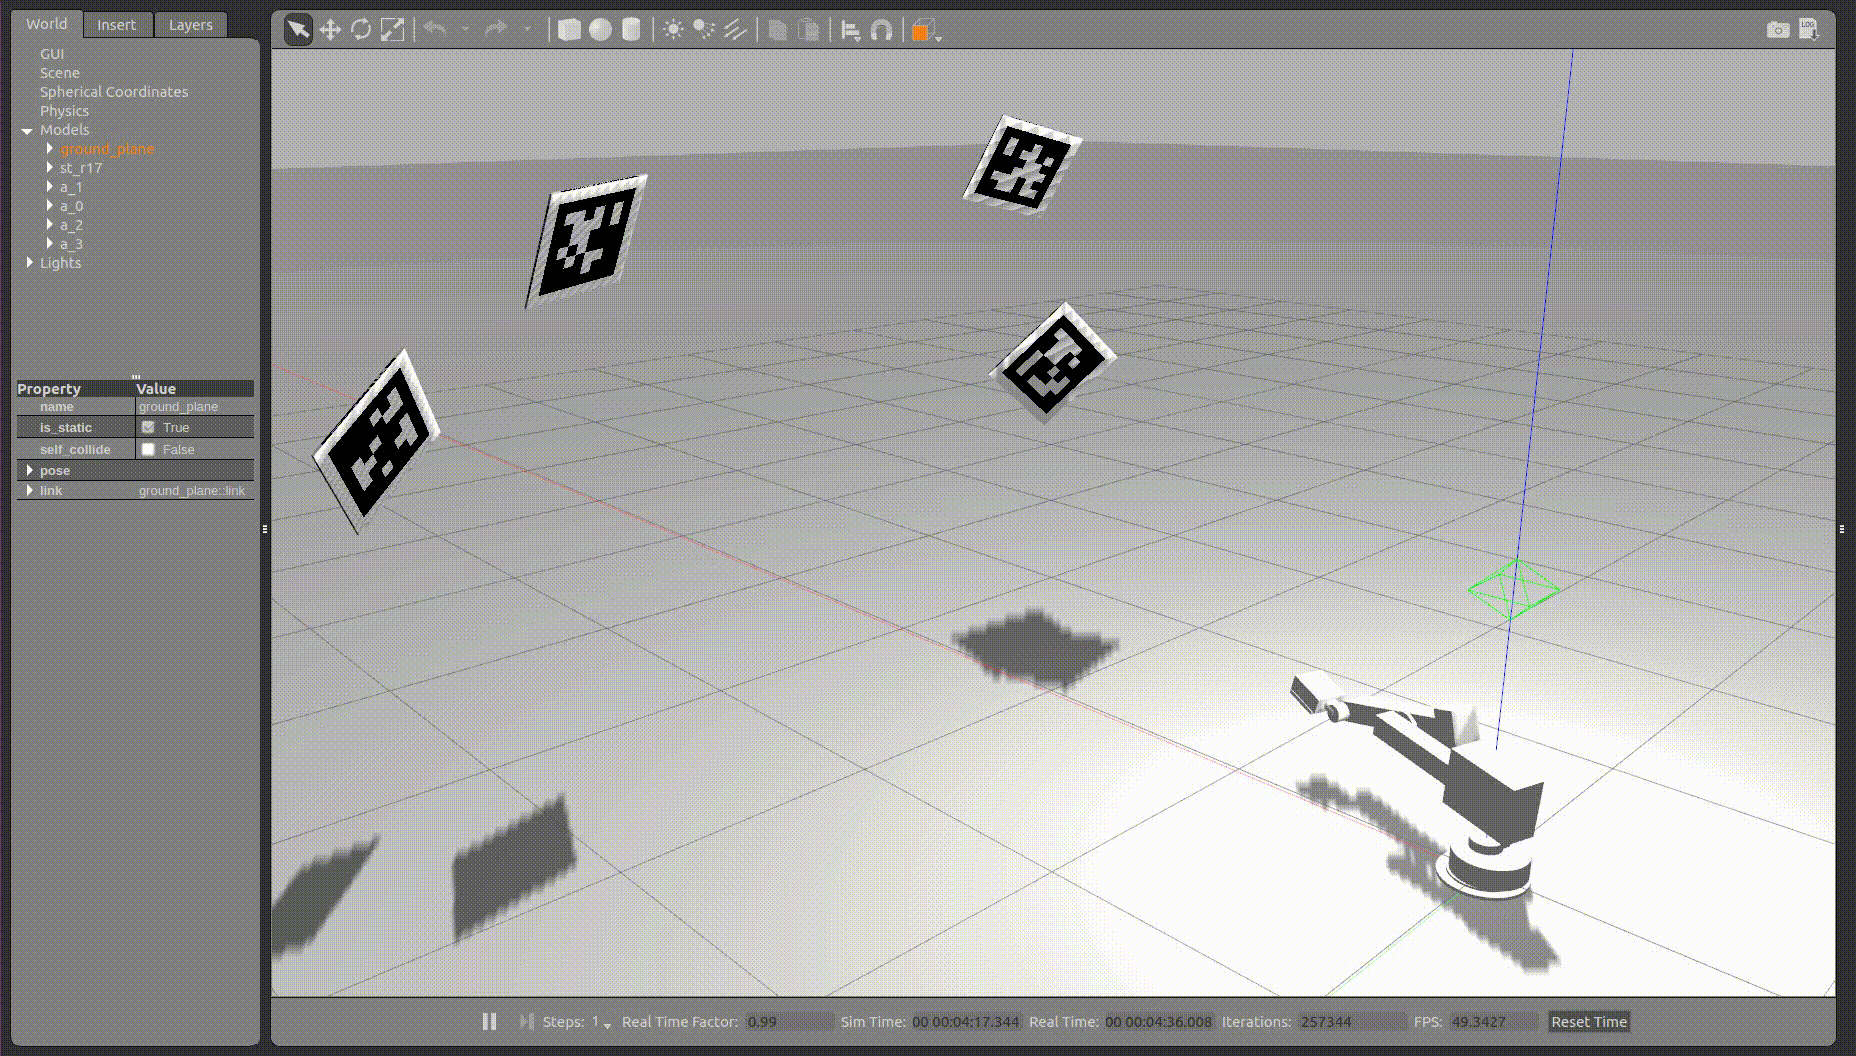 World Insert Layers
GUI
Scene
Spherical Coordinates
Physics
Models
ground_plane
st_r17
a_1
a_0
a_2
a_3
Lights
Property Value
name ground_plane
is_static True
self_collide False
pose
link ground_plane::link
LOG
Steps: 1 Real Time Factor: 0.99 Sim Time: 00 00:04:17.344 Real Time: 00 00:04:36.008 Iterations: 257344 FPS: 49.3427 Reset Time